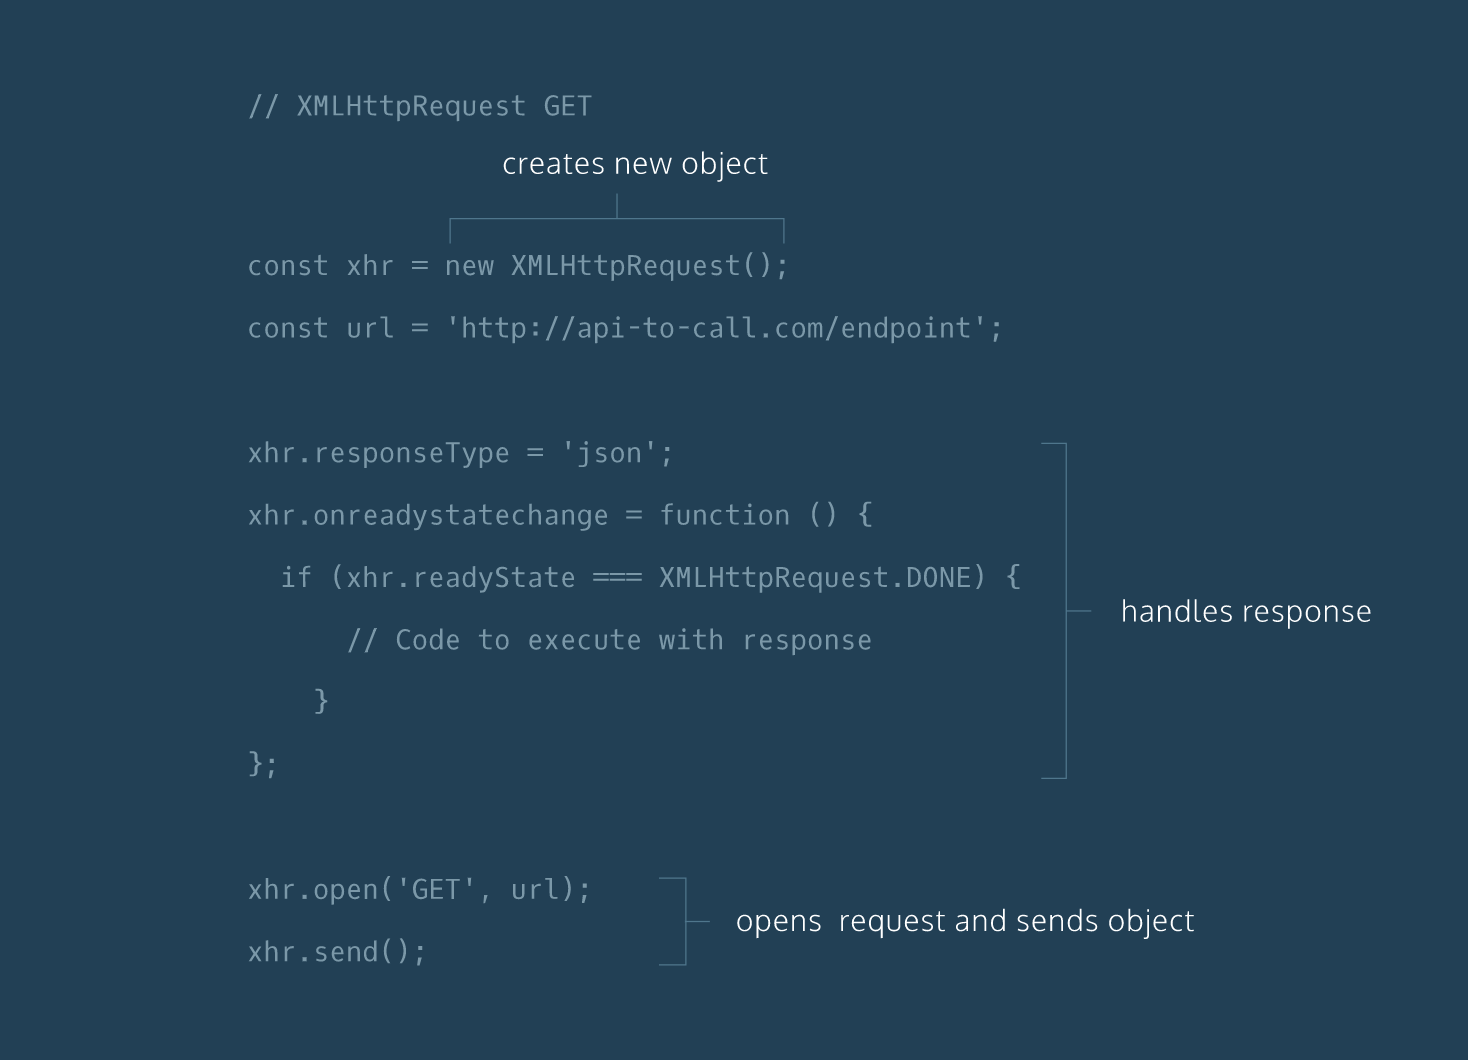 // XMLHttpRequest GET
creates new object
const xhr = new XMLHttpRequest();
const url = 'http://api-to-call.com/endpoint';
xhr.responseType = 'json';
xhr.onreadystatechange = function () {
if (xhr.readyState === XMLHttpRequest.DONE) {
// Code to execute with response
}
};
handles response
xhr.open('GET', url);
xhr.send();
opens request and sends object